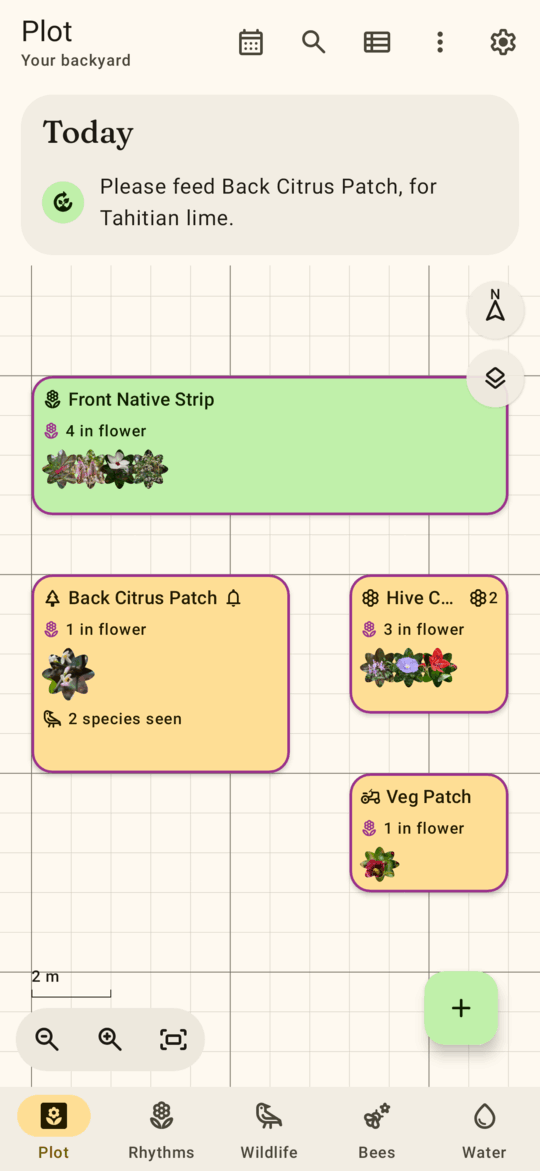 Plot
Your backyard
Today
Please feed Back Citrus Patch, for
Tahitian lime.
N
Front Native Strip
4 in flower
Back Citrus Patch
1 in flower
2 species seen
Hive C… 2
3 in flower
Veg Patch
1 in flower
2 m
Plot
Rhythms
Wildlife
Bees
Water